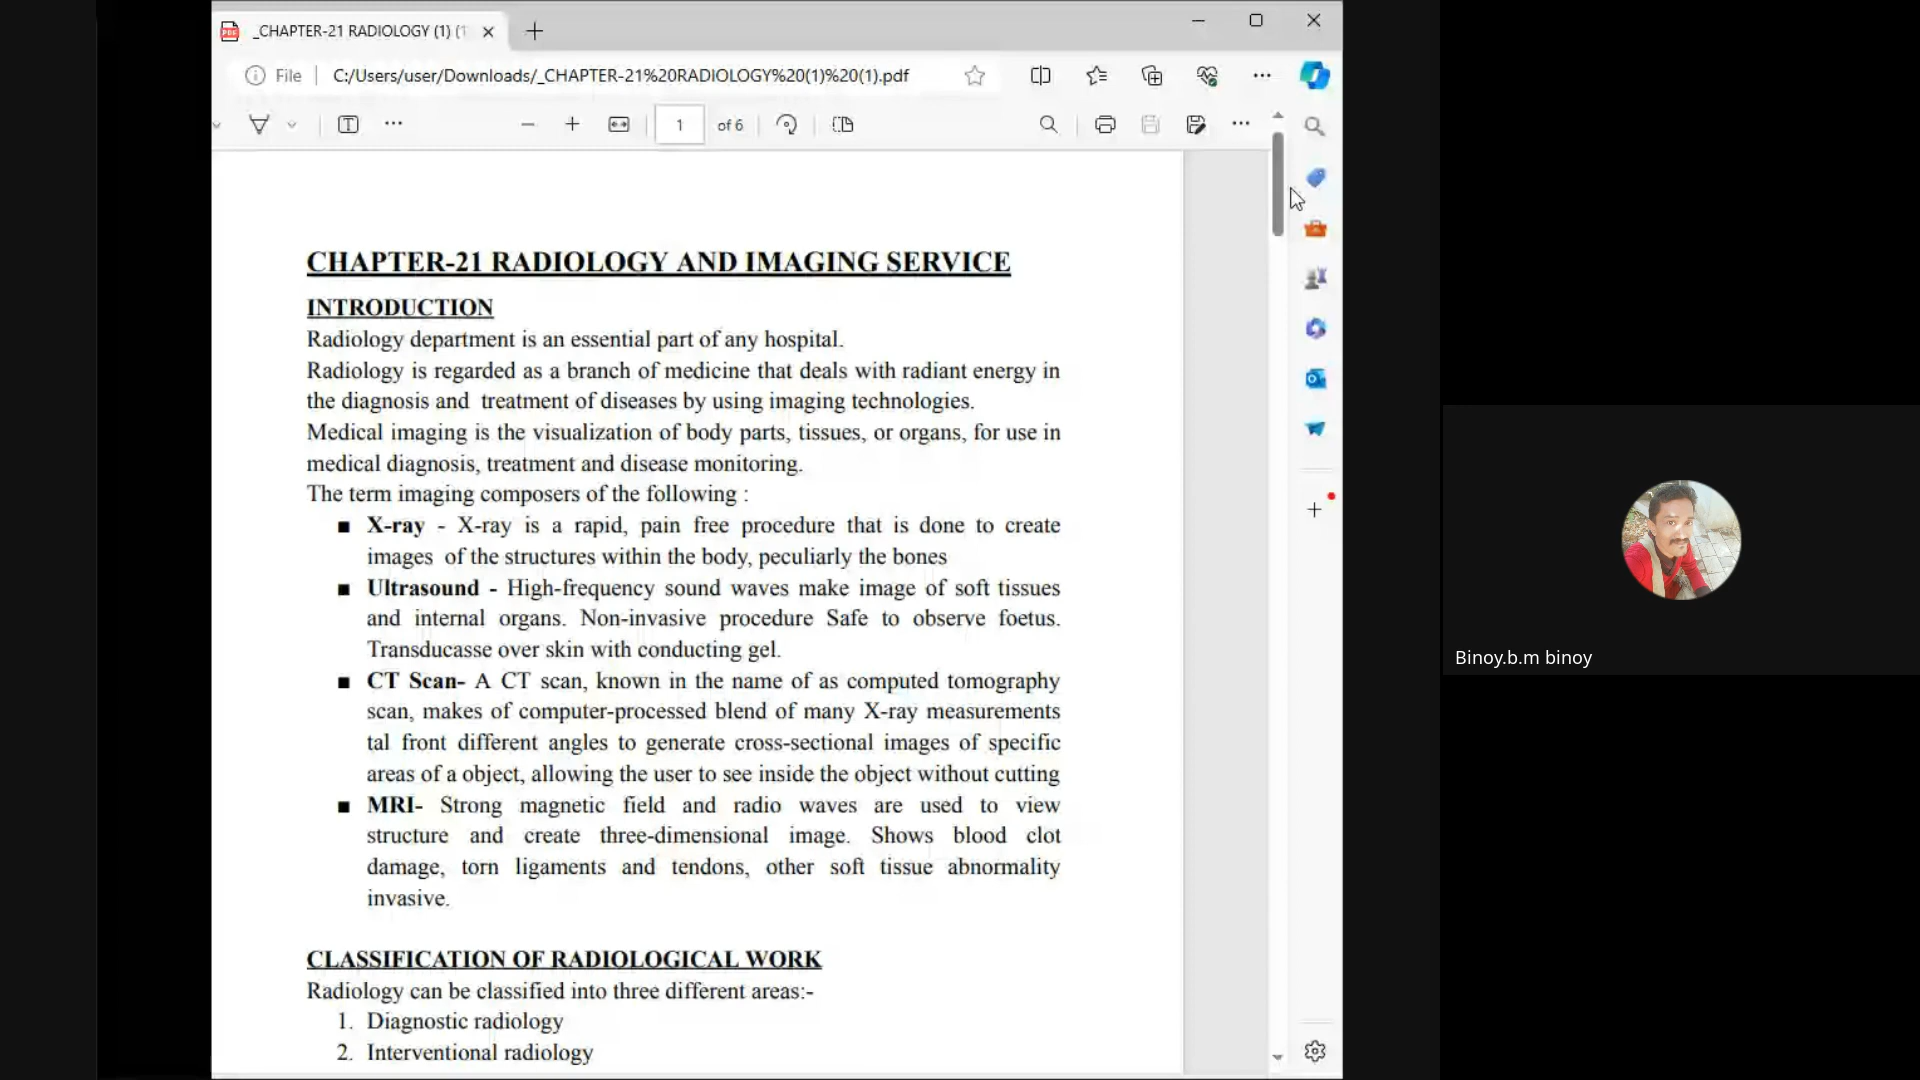 _CHAPTER-21 RADIOLOGY (1) (1
File
C:/Users/user/Downloads/_CHAPTER-21%20RADIOLOGY%20(1)%20(1).pdf
1 of 6
CHAPTER-21 RADIOLOGY AND IMAGING SERVICE
INTRODUCTION
Radiology department is an essential part of any hospital.
Radiology is regarded as a branch of medicine that deals with radiant energy in
the diagnosis and treatment of diseases by using imaging technologies.
Medical imaging is the visualization of body parts, tissues, or organs, for use in
medical diagnosis, treatment and disease monitoring.
The term imaging composers of the following :
■ X-ray - X-ray is a rapid, pain free procedure that is done to create
images of the structures within the body, peculiarly the bones
■ Ultrasound - High-frequency sound waves make image of soft tissues
and internal organs. Non-invasive procedure Safe to observe foetus.
Transducasse over skin with conducting gel.
■ CT Scan- A CT scan, known in the name of as computed tomography
scan, makes of computer-processed blend of many X-ray measurements
tal front different angles to generate cross-sectional images of specific
areas of a object, allowing the user to see inside the object without cutting
■ MRI- Strong magnetic field and radio waves are used to view
structure and create three-dimensional image. Shows blood clot
damage, torn ligaments and tendons, other soft tissue abnormality
invasive.
CLASSIFICATION OF RADIOLOGICAL WORK
Radiology can be classified into three different areas:-
1. Diagnostic radiology
2. Interventional radiology
Binoy.b.m binoy